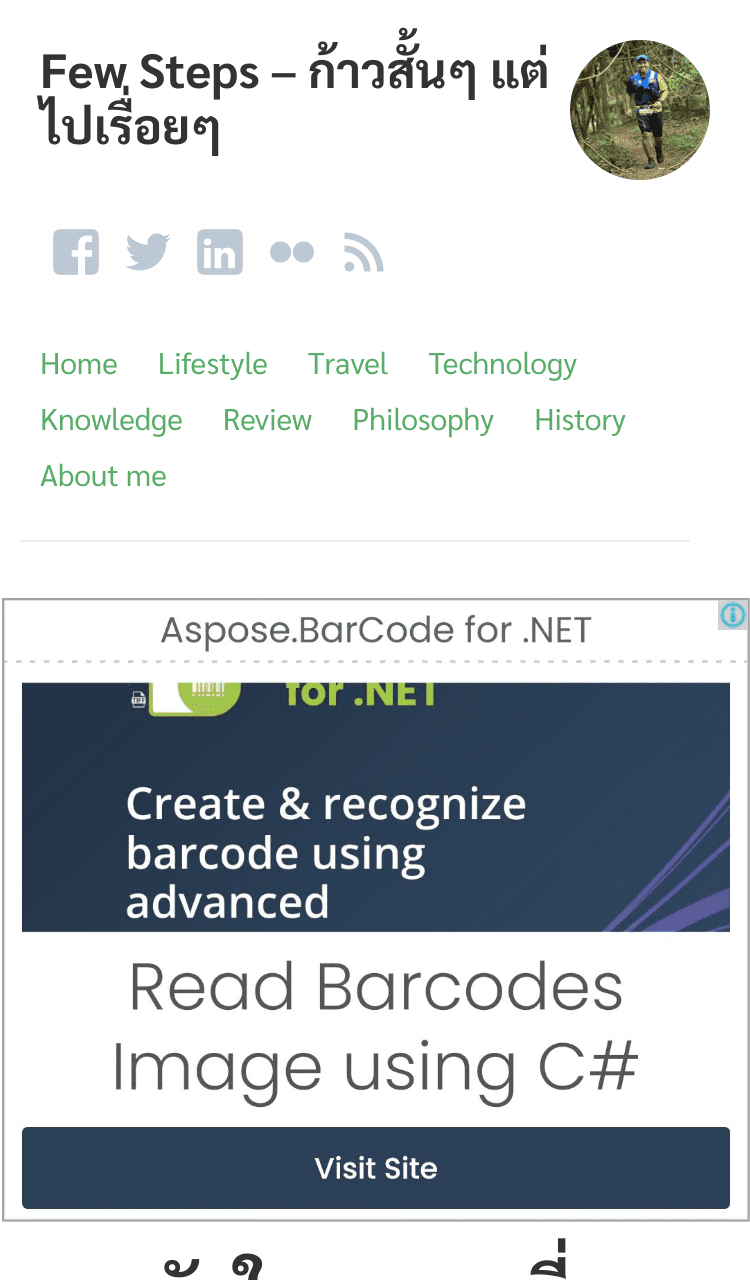 Few Steps – ก้าวสั้นๆ แต่
ไปเรื่อยๆ
Home Lifestyle Travel Technology
Knowledge Review Philosophy History
About me
Aspose.BarCode for .NET
TIFF
for .NET
Create & recognize
barcode using
advanced
Read Barcodes
Image using C#
Visit Site